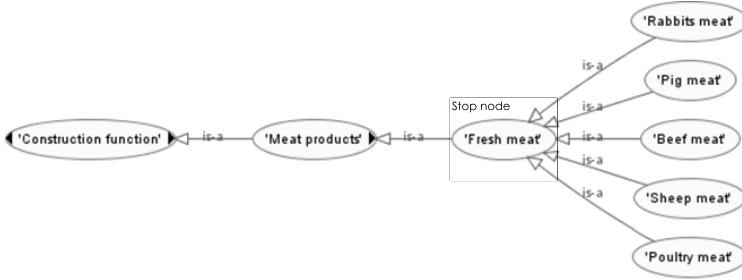 'Rabbits meat'
is-a
'Pig meat'
is-a
Stop node
'Construction function'
is-a
'Meat products'
is-a
'Fresh meat'
is-a
'Beef meat'
is-a
'Sheep meat'
is-a
'Poultry meat'